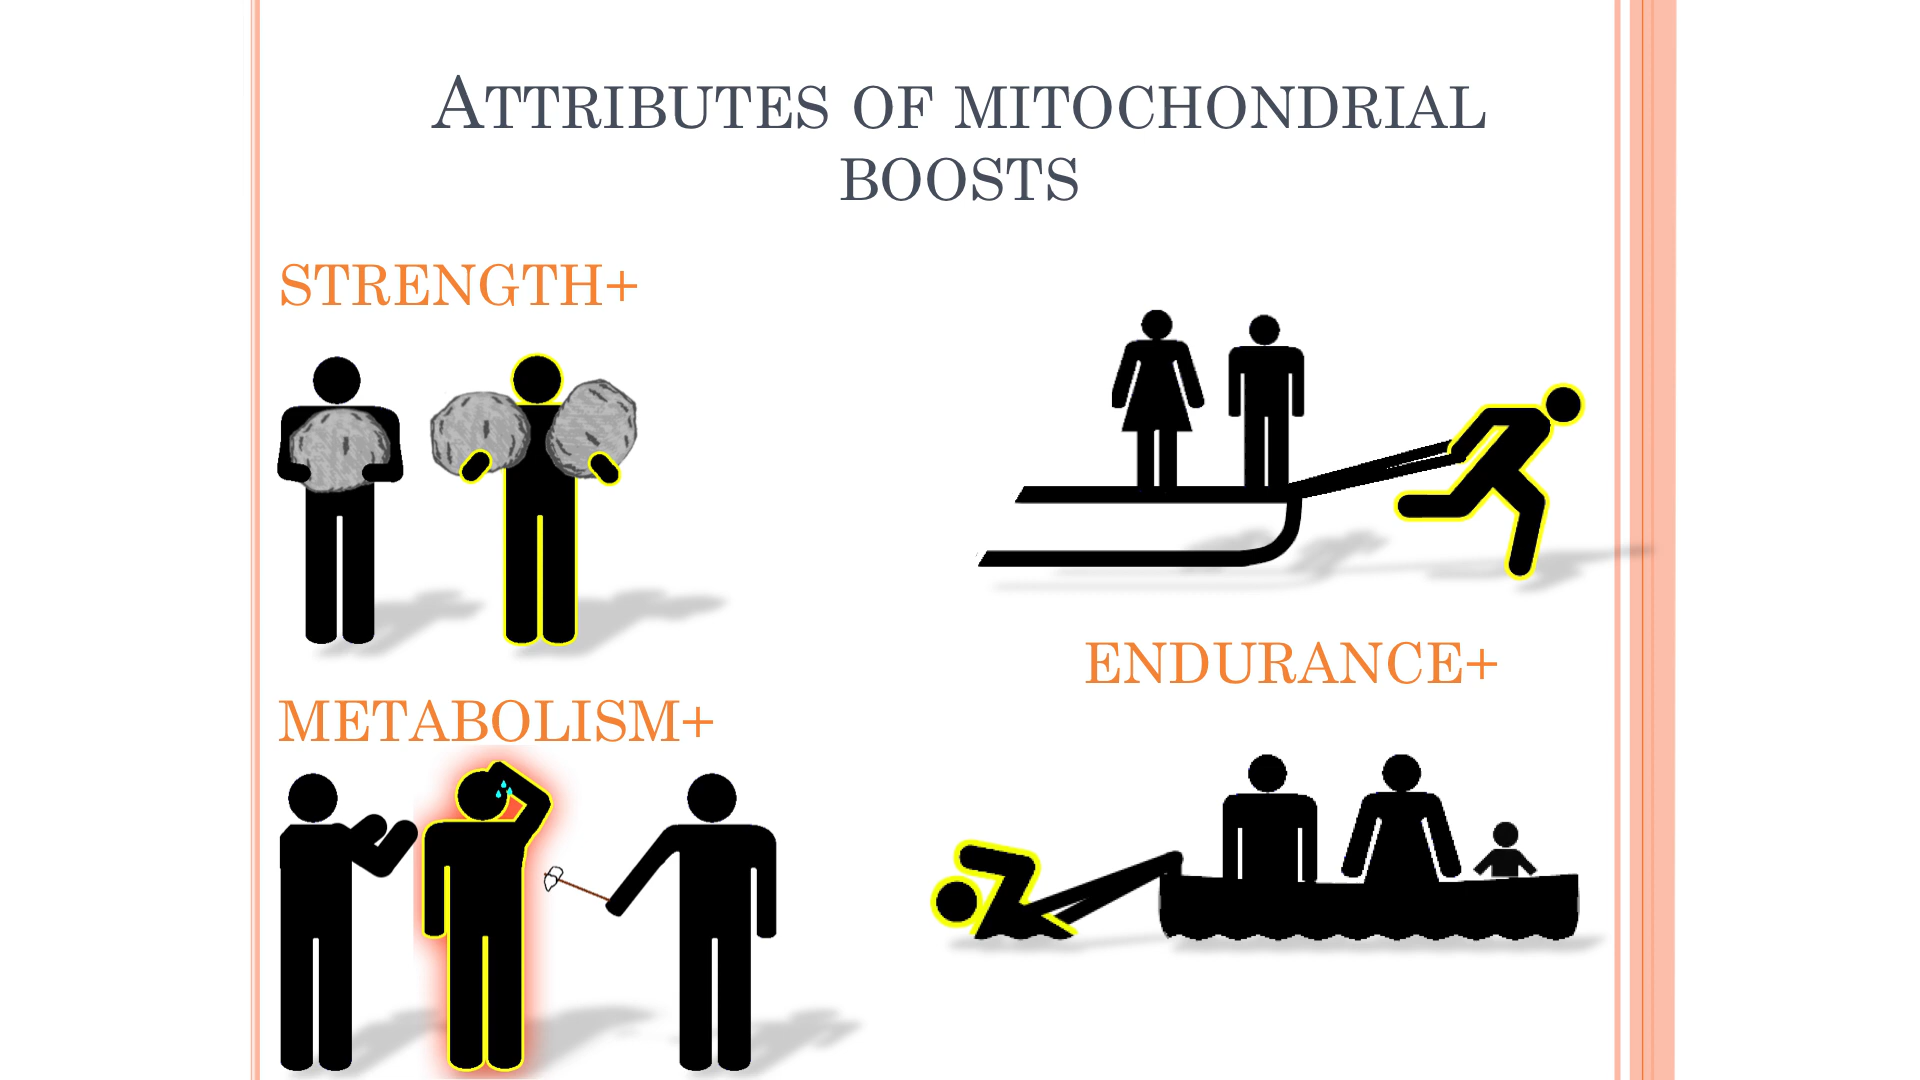 ATTRIBUTES OF MITOCHONDRIAL
BOOSTS
STRENGTH+
ENDURANCE+
METABOLISM+